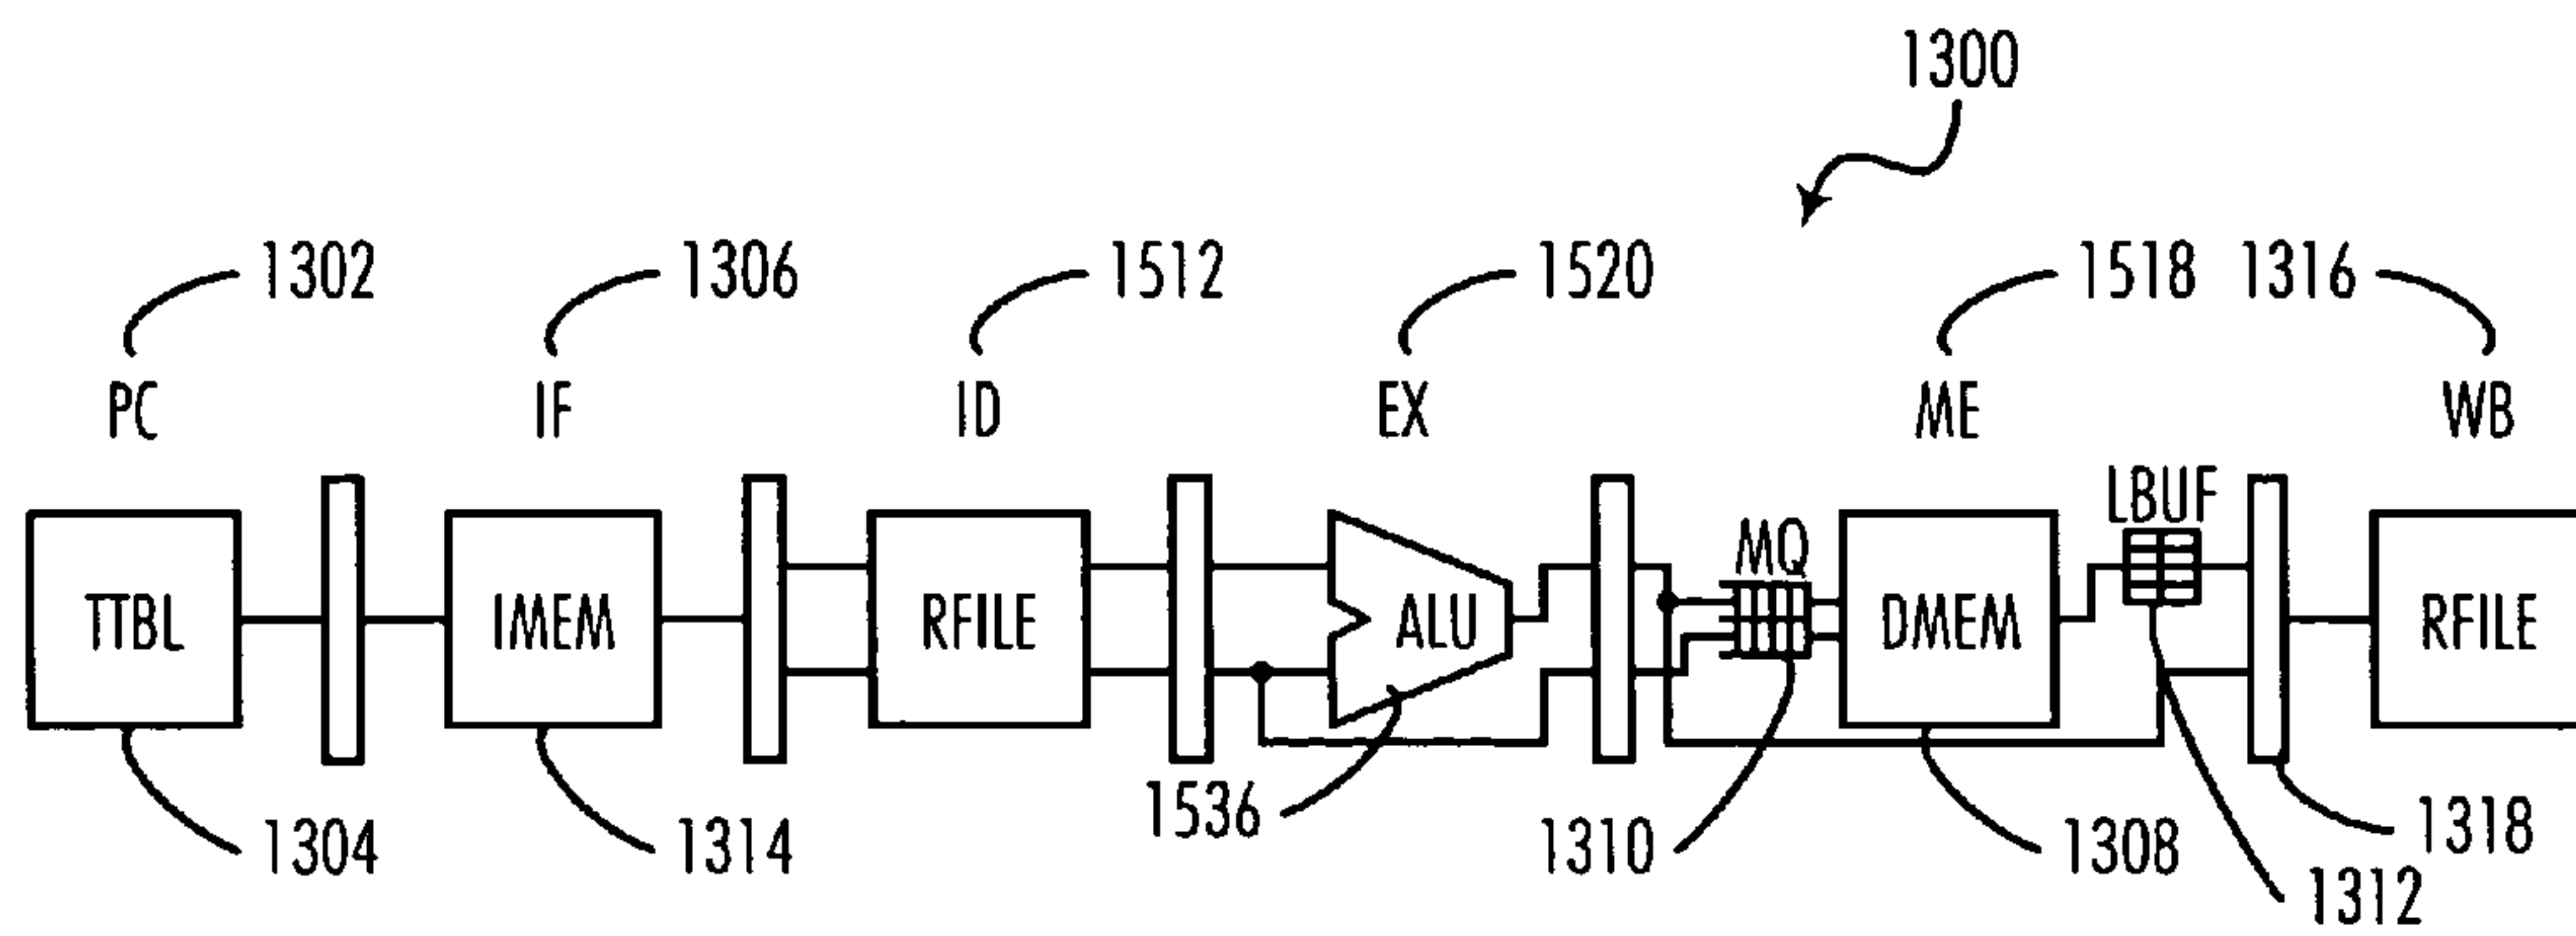 1300
1302 1306 1512 1520 1518 1316
PC IF ID EX ME WB
LBUF
MQ
TTBL IMEM RFILE ALU DMEM RFILE
1536
1304 1314 1310 1308 1318
1312